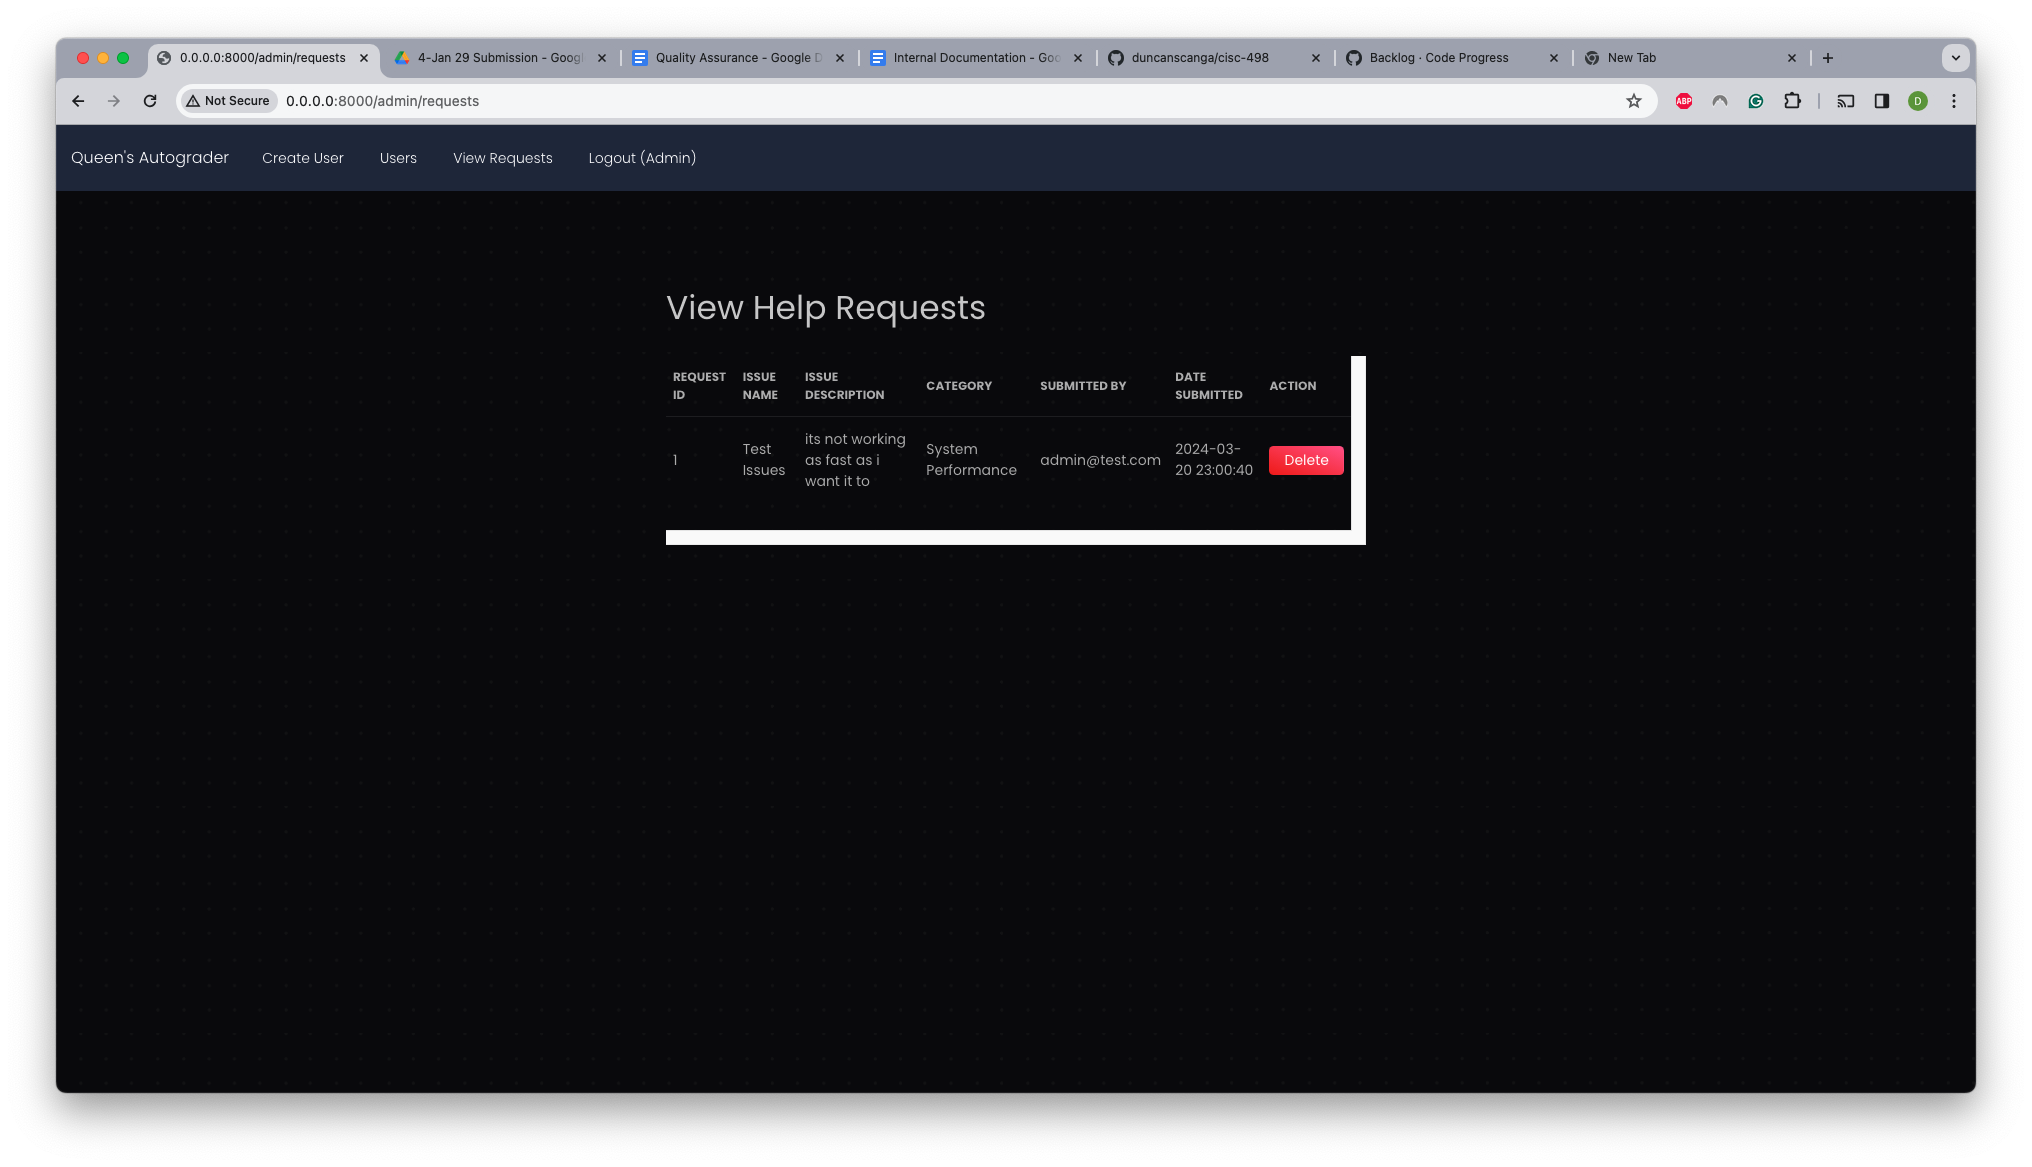 0.0.0.0:8000/admin/requests
4-Jan 29 Submission - Googl
Quality Assurance - Google D
Internal Documentation - Goo
duncanscanga/cisc-498
Backlog · Code Progress
New Tab
Not Secure
0.0.0.0:8000/admin/requests
ABP
D
Queen's Autograder
Create User
Users
View Requests
Logout (Admin)
View Help Requests
REQUEST
ID
ISSUE
NAME
ISSUE
DESCRIPTION
CATEGORY
SUBMITTED BY
DATE
SUBMITTED
ACTION
1
Test
Issues
its not working
as fast as i
want it to
System
Performance
admin@test.com
2024-03-
20 23:00:40
Delete